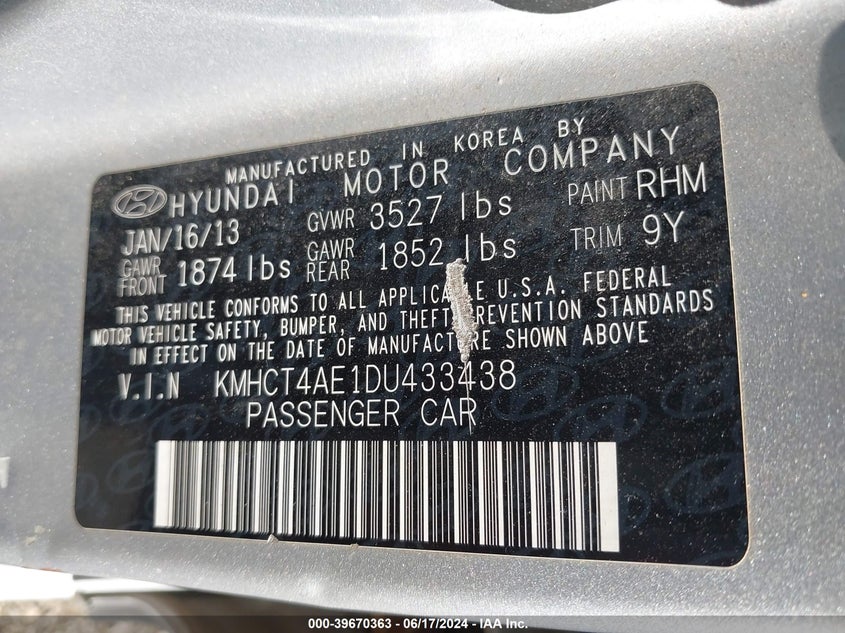 MANUFACTURED IN KOREA BY
HYUNDAI MOTOR COMPANY
JAN/16/13 GVWR 3527 lbs PAINT RHM
GAWR FRONT 1874 lbs GAWR REAR 1852 lbs TRIM 9Y
THIS VEHICLE CONFORMS TO ALL APPLICABLE U.S.A. FEDERAL
MOTOR VEHICLE SAFETY, BUMPER, AND THEFT PREVENTION STANDARDS
IN EFFECT ON THE DATE OF MANUFACTURE SHOWN ABOVE
V.I.N KMHCT4AE1DU433438
PASSENGER CAR
000-39670363 - 06/17/2024 - IAA Inc.